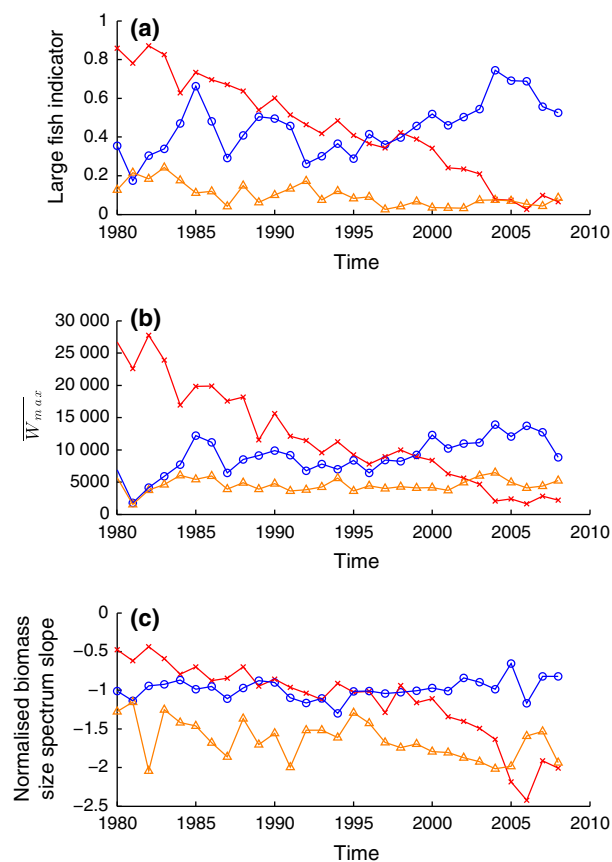 (a)
Large fish indicator
1
0.8
0.6
0.4
0.2
0
1980 1985 1990 1995 2000 2005 2010
Time
(b)
W max
30 000
25 000
20 000
15 000
10 000
5000
0
1980 1985 1990 1995 2000 2005 2010
Time
(c)
Normalised biomass
size spectrum slope
0
−0.5
−1
−1.5
−2
−2.5
1980 1985 1990 1995 2000 2005 2010
Time